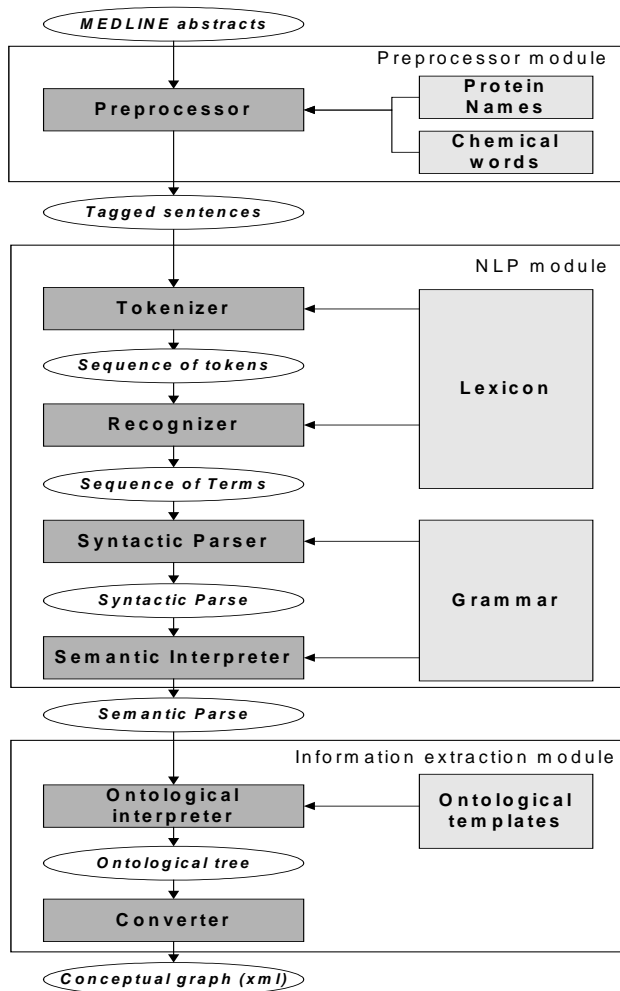 MEDLINE abstracts
Preprocessor module
Preprocessor
Protein
Names
Chemical
words
Tagged sentences
NLP module
Tokenizer
Sequence of tokens
Lexicon
Recognizer
Sequence of Terms
Syntactic Parser
Syntactic Parse
Grammar
Semantic Interpreter
Semantic Parse
Information extraction module
Ontological
interpreter
Ontological
templates
Ontological tree
Converter
Conceptual graph (xml)